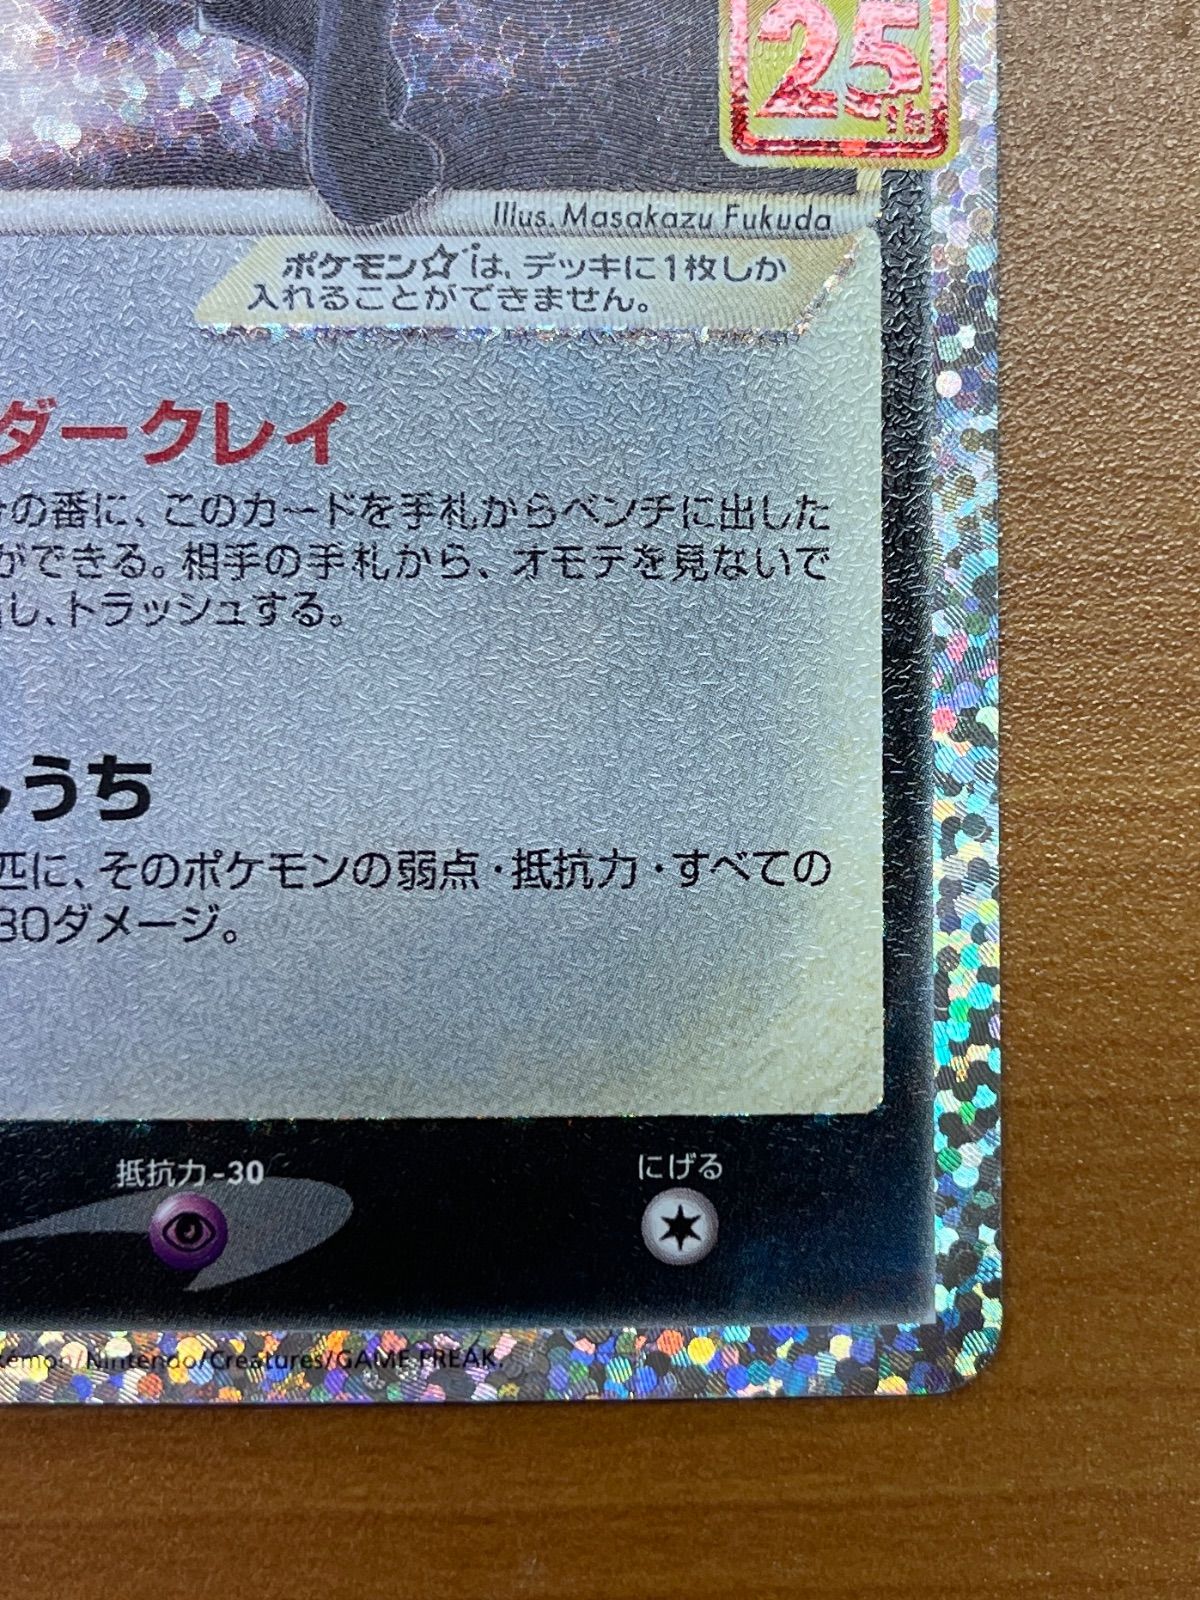 25th
Illus. Masakazu Fukuda
ポケモン☆は、デッキに1枚しか
入れることができません。
ダークレイ
の番に、このカードを手札からベンチに出した
ができる。相手の手札から、オモテを見ないで
し、トラッシュする。
うち
匹に、そのポケモンの弱点・抵抗力・すべての
30ダメージ。
抵抗力-30
にげる
kémon/Nintendo/Creatures/GAME FREAK.